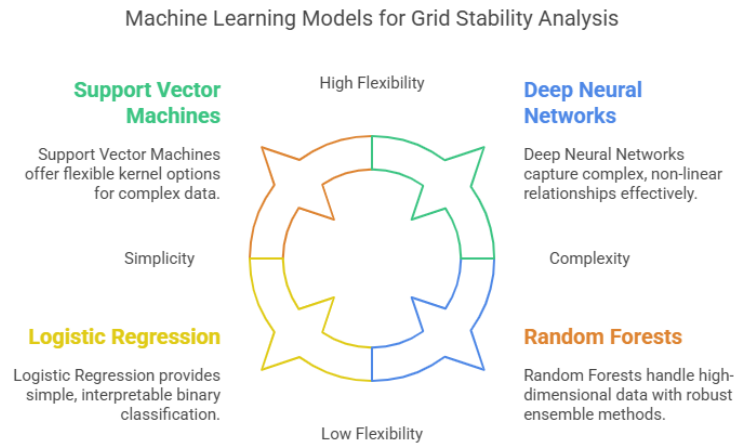 Machine Learning Models for Grid Stability Analysis
High Flexibility
Support Vector
Machines
Support Vector Machines
offer flexible kernel options
for complex data.
Deep Neural
Networks
Deep Neural Networks
capture complex, non-linear
relationships effectively.
Simplicity
Complexity
Logistic Regression
Logistic Regression provides
simple, interpretable binary
classification.
Random Forests
Random Forests handle high-
dimensional data with robust
ensemble methods.
Low Flexibility